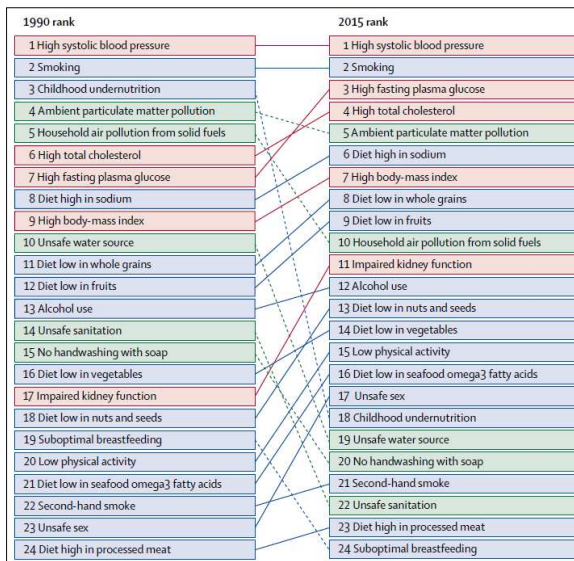 1990 rank
1 High systolic blood pressure
2 Smoking
3 Childhood undernutrition
4 Ambient particulate matter pollution
5 Household air pollution from solid fuels
6 High total cholesterol
7 High fasting plasma glucose
8 Diet high in sodium
9 High body-mass index
10 Unsafe water source
11 Diet low in whole grains
12 Diet low in fruits
13 Alcohol use
14 Unsafe sanitation
15 No handwashing with soap
16 Diet low in vegetables
17 Impaired kidney function
18 Diet low in nuts and seeds
19 Suboptimal breastfeeding
20 Low physical activity
21 Diet low in seafood omega3 fatty acids
22 Second-hand smoke
23 Unsafe sex
24 Diet high in processed meat
2015 rank
1 High systolic blood pressure
2 Smoking
3 High fasting plasma glucose
4 High total cholesterol
5 Ambient particulate matter pollution
6 Diet high in sodium
7 High body-mass index
8 Diet low in whole grains
9 Diet low in fruits
10 Household air pollution from solid fuels
11 Impaired kidney function
12 Alcohol use
13 Diet low in nuts and seeds
14 Diet low in vegetables
15 Low physical activity
16 Diet low in seafood omega3 fatty acids
17 Unsafe sex
18 Childhood undernutrition
19 Unsafe water source
20 No handwashing with soap
21 Second-hand smoke
22 Unsafe sanitation
23 Diet high in processed meat
24 Suboptimal breastfeeding